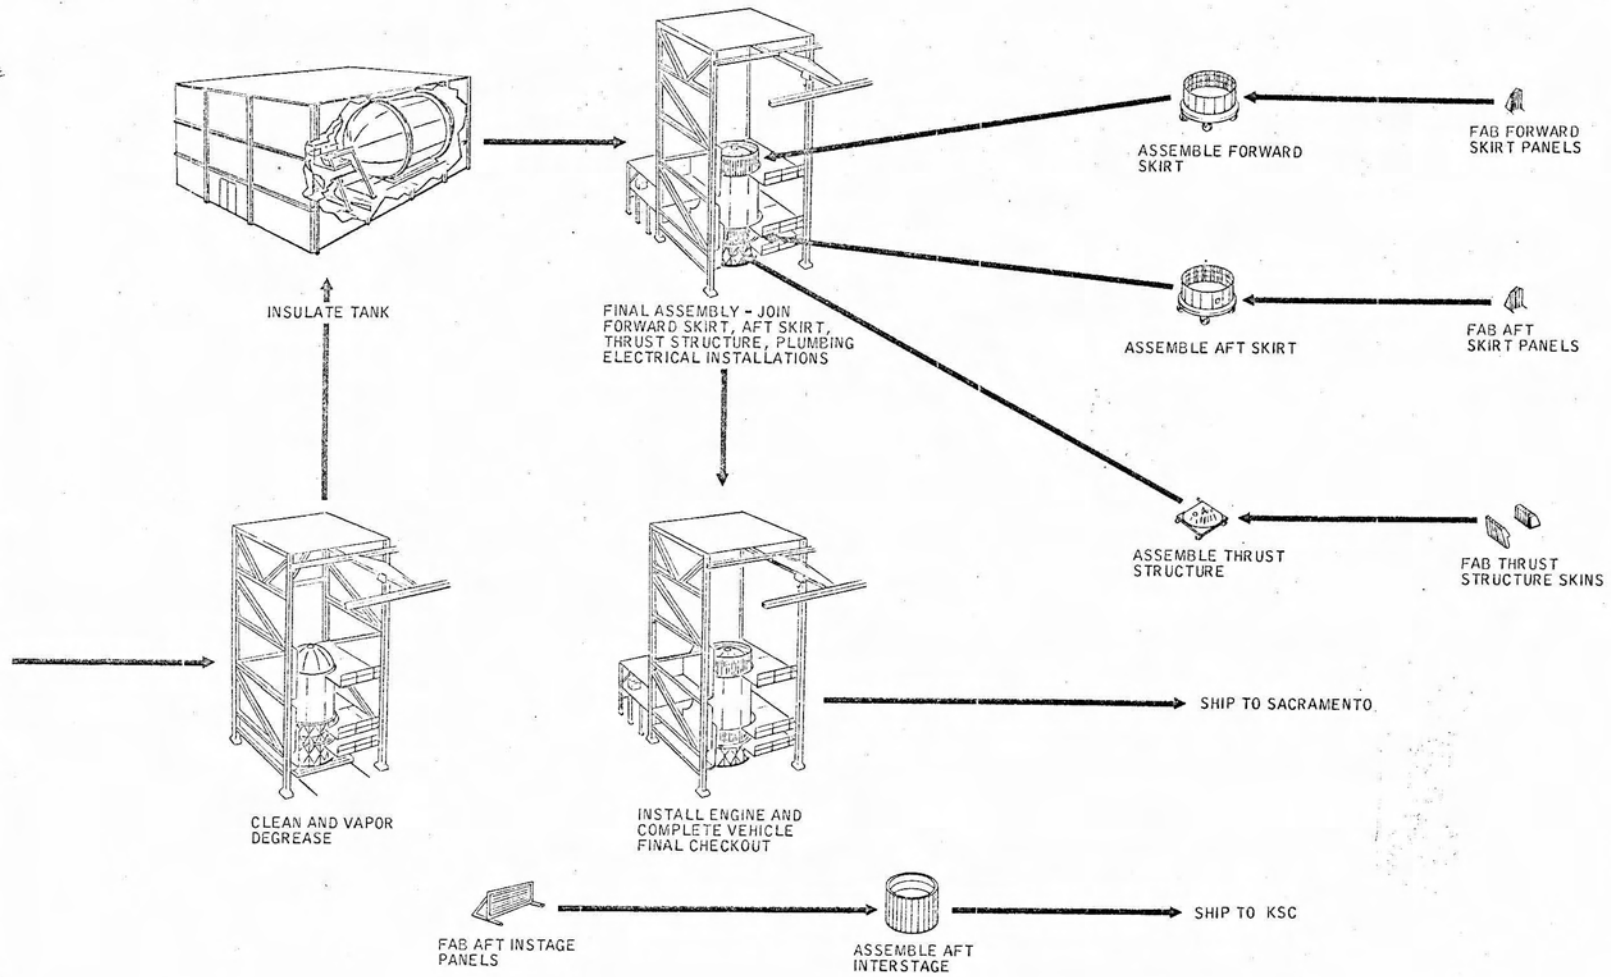 ASSEMBLE FORWARD
SKIRT
FAB FORWARD
SKIRT PANELS
INSULATE TANK
FINAL ASSEMBLY - JOIN
FORWARD SKIRT, AFT SKIRT,
THRUST STRUCTURE, PLUMBING
ELECTRICAL INSTALLATIONS
ASSEMBLE AFT SKIRT
FAB AFT
SKIRT PANELS
ASSEMBLE THRUST
STRUCTURE
FAB THRUST
STRUCTURE SKINS
SHIP TO SACRAMENTO
CLEAN AND VAPOR
DEGREASE
INSTALL ENGINE AND
COMPLETE VEHICLE
FINAL CHECKOUT
FAB AFT INSTAGE
PANELS
ASSEMBLE AFT
INTERSTAGE
SHIP TO KSC